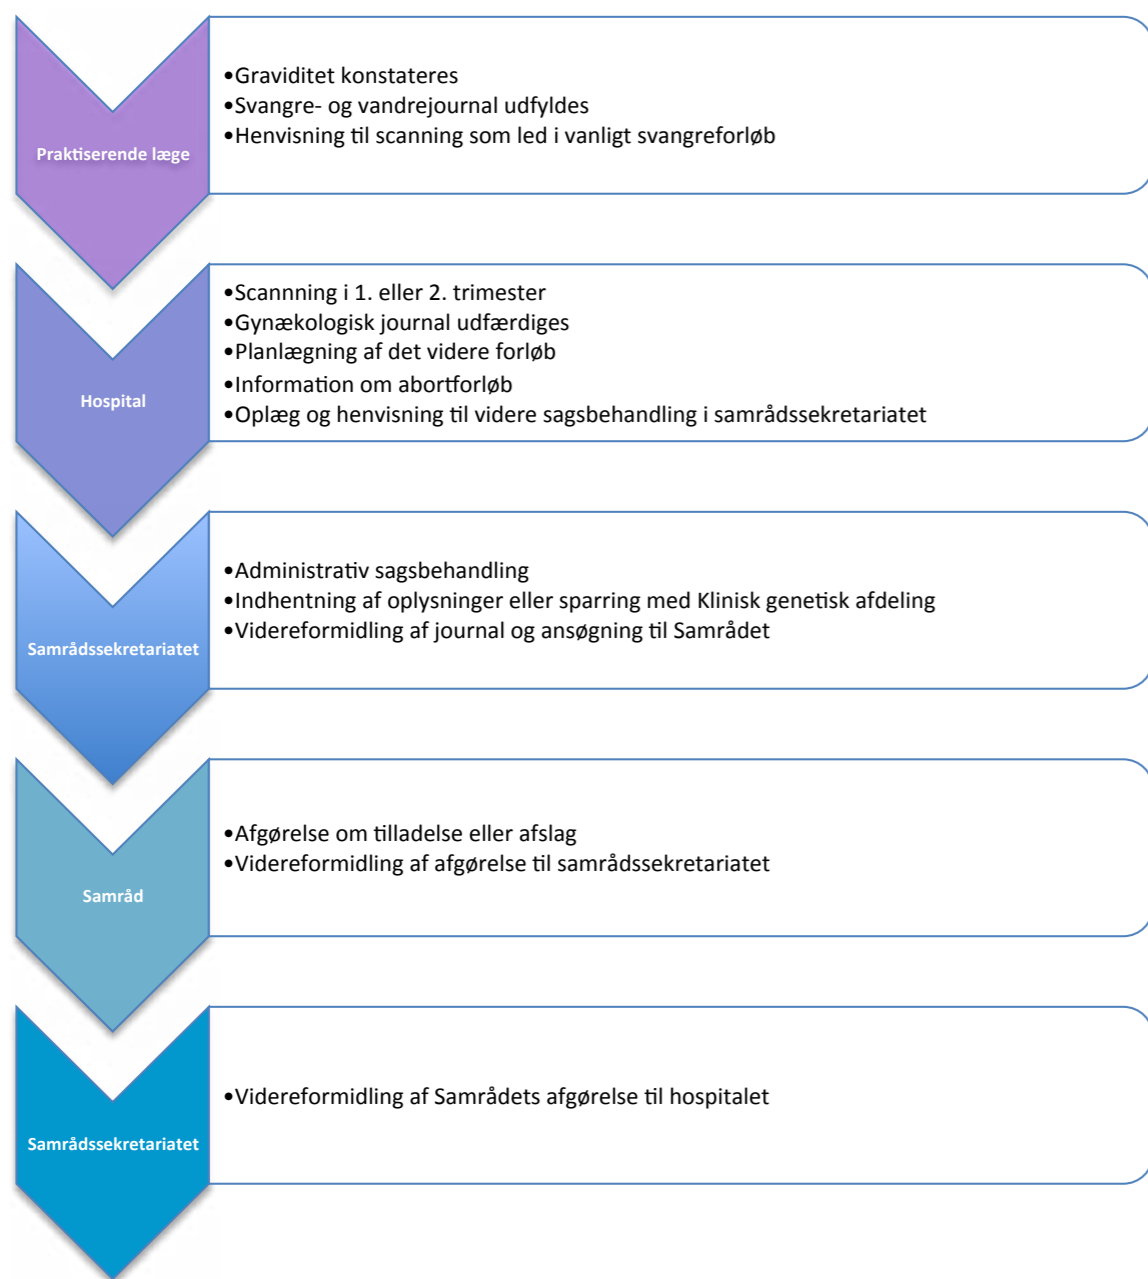 Praktiserende læge
•Graviditet konstateres
•Svangre- og vandrejournal udfyldes
•Henvisning til scanning som led i vanligt svangreforløb
Hospital
•Scannning i 1. eller 2. trimester
•Gynækologisk journal udfærdiges
•Planlægning af det videre forløb
•Information om abortforløb
•Oplæg og henvisning til videre sagsbehandling i samrådssekretariatet
Samrådssekretariatet
•Administrativ sagsbehandling
•Indhentning af oplysninger eller sparring med Klinisk genetisk afdeling
•Videreformidling af journal og ansøgning til Samrådet
Samråd
•Afgørelse om tilladelse eller afslag
•Videreformidling af afgørelse til samrådssekretariatet
Samrådssekretariatet
•Videreformidling af Samrådets afgørelse til hospitalet